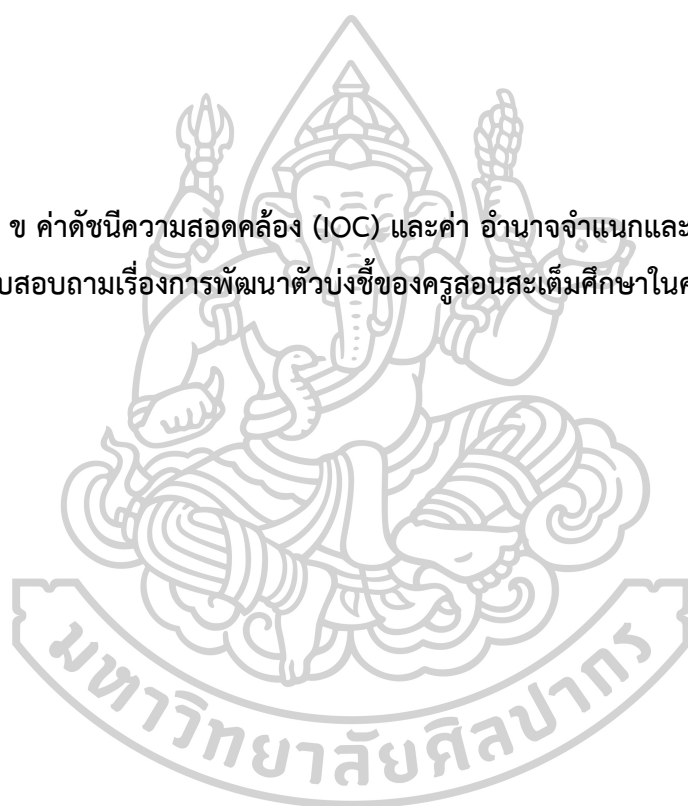 ข ค่าดัชนีความสอดคล้อง (IOC) และค่า อำนาจจำแนกและ
บสอบถามเรื่องการพัฒนาตัวบ่งชี้ของครูสอนสะเต็มศึกษาในศ
มหาวิทยาลัยศิลปากร